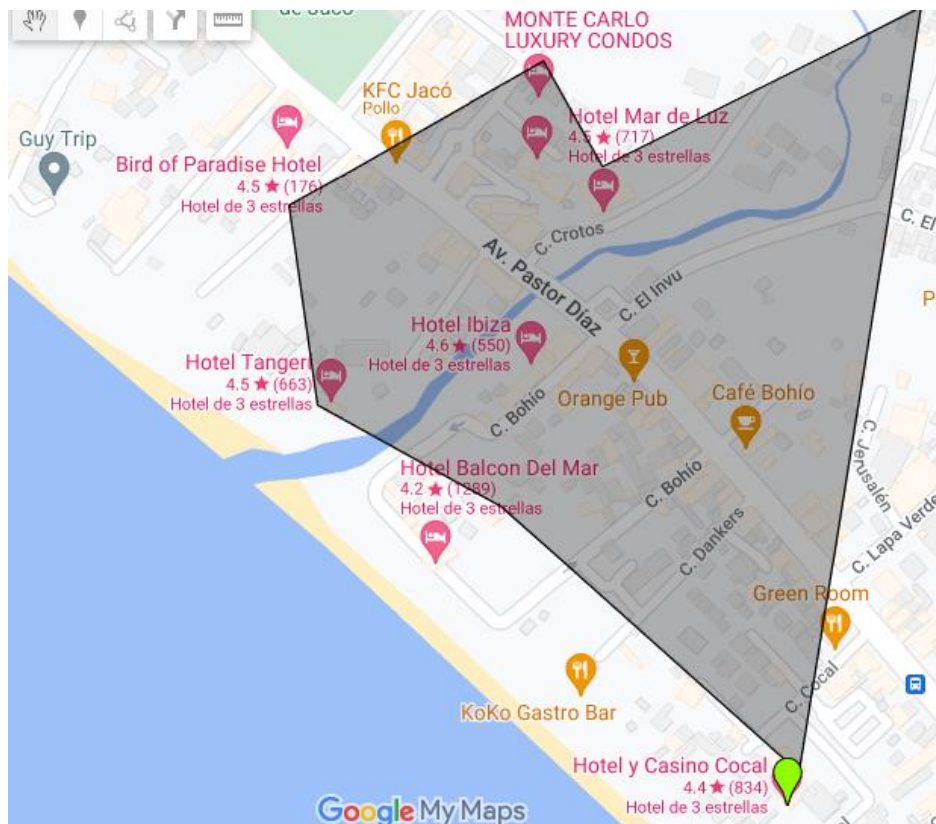 de Jacó
MONTE CARLO
LUXURY CONDOS
KFC Jacó
Pollo
Hotel Mar de Luz
4.5 ★ (717)
Hotel de 3 estrellas
Guy Trip
Bird of Paradise Hotel
4.5 ★ (176)
Hotel de 3 estrellas
C. Crotos
C. El
Av. Pastor Díaz
C. El Invu
P
Hotel Ibiza
4.6 ★ (550)
Hotel de 3 estrellas
Hotel Tangeri
4.5 ★ (663)
Hotel de 3 estrellas
Orange Pub
Café Bohío
C. Bohío
C. Jerusalén
Hotel Balcon Del Mar
4.2 ★ (1289)
Hotel de 3 estrellas
C. Bohío
C. Dankers
C. Lapa Verde
Green Room
C. Cocal
KoKo Gastro Bar
Hotel y Casino Cocal
4.4 ★ (834)
Hotel de 3 estrellas
Google My Maps